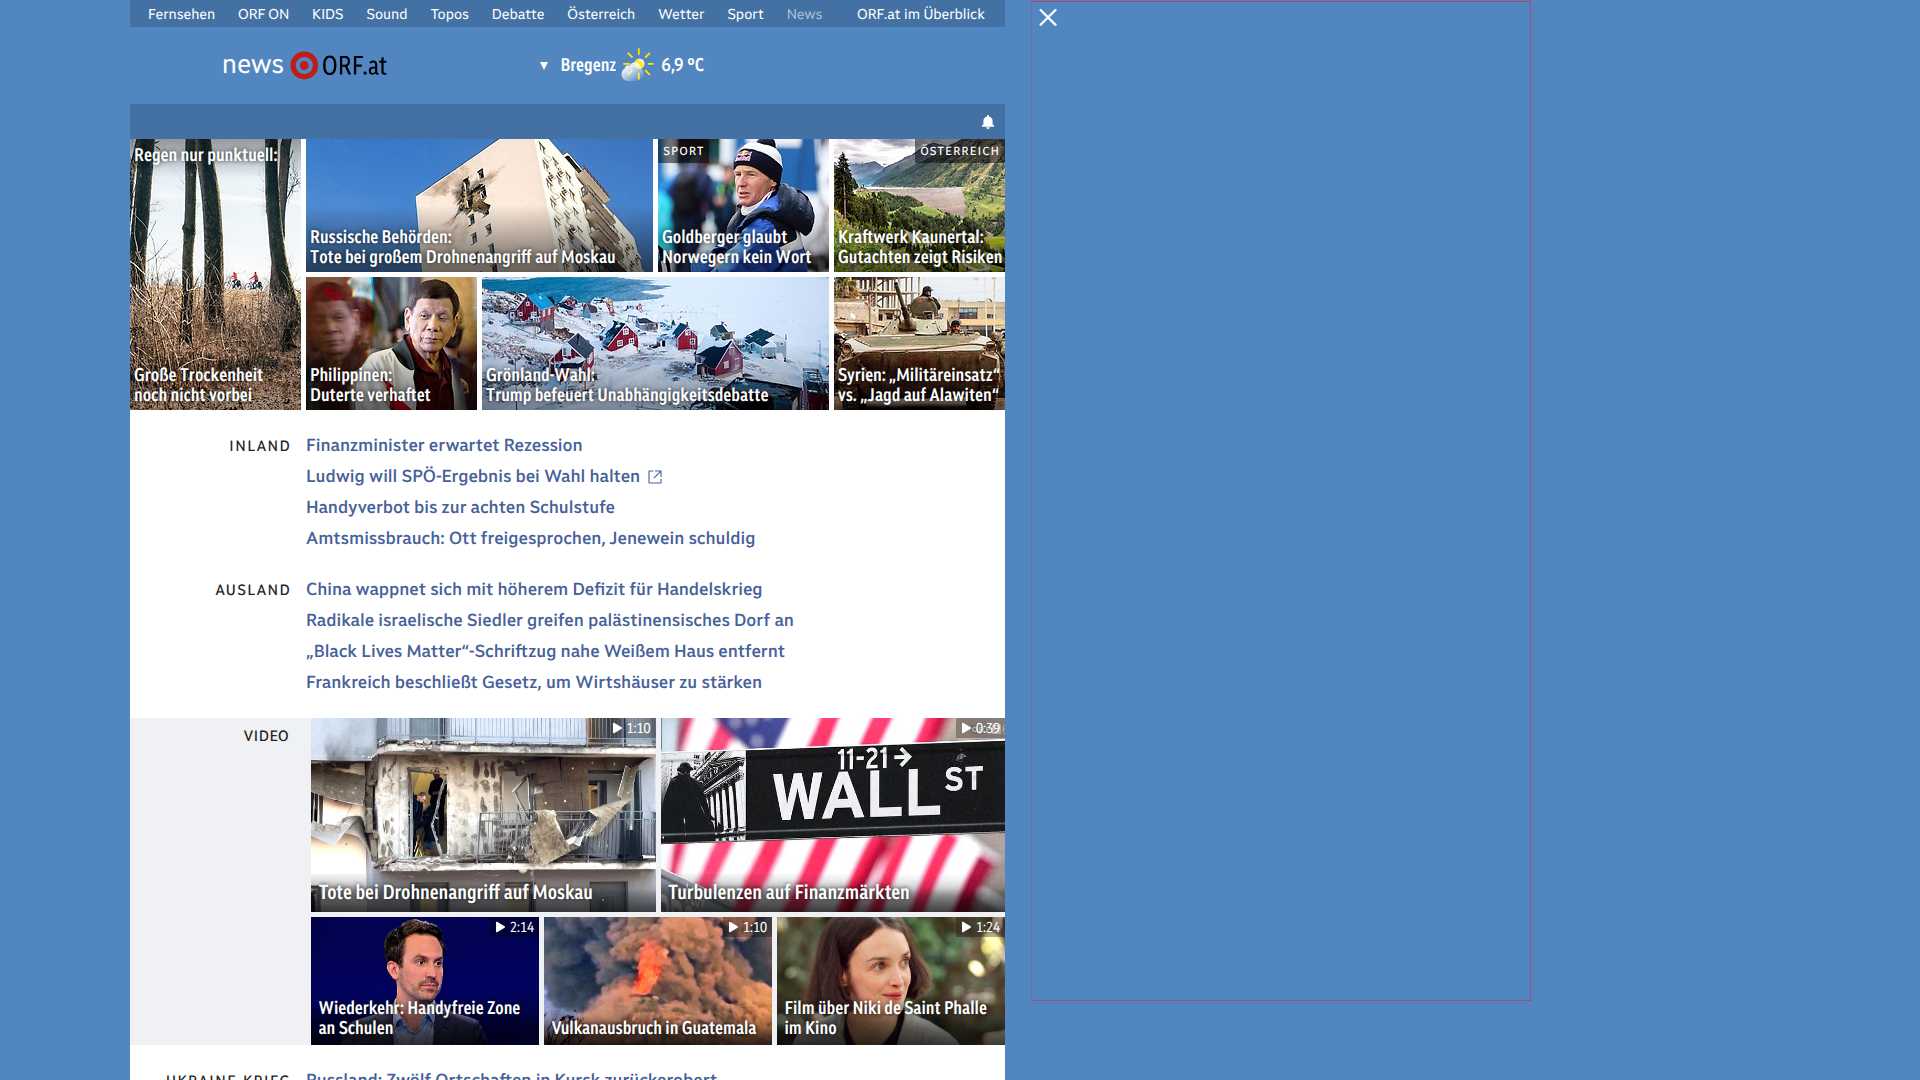 Fernsehen ORF ON KIDS Sound Topos Debatte Österreich Wetter Sport News ORF.at im Überblick
news ORF.at
Bregenz 6,9 °C
Regen nur punktuell:
Große Trockenheit
noch nicht vorbei
Russische Behörden:
Tote bei großem Drohnenangriff auf Moskau
SPORT
Goldberger glaubt
Norwegern kein Wort
ÖSTERREICH
Kraftwerk Kaunertal:
Gutachten zeigt Risiken
Philippinen:
Duterte verhaftet
Grönland-Wahl:
Trump befeuert Unabhängigkeitsdebatte
Syrien: „Militäreinsatz“
vs. „Jagd auf Alawiten“
INLAND
Finanzminister erwartet Rezession
Ludwig will SPÖ-Ergebnis bei Wahl halten
Handyverbot bis zur achten Schulstufe
Amtsmissbrauch: Ott freigesprochen, Jenewein schuldig
AUSLAND
China wappnet sich mit höherem Defizit für Handelskrieg
Radikale israelische Siedler greifen palästinensisches Dorf an
„Black Lives Matter“-Schriftzug nahe Weißem Haus entfernt
Frankreich beschließt Gesetz, um Wirtshäuser zu stärken
VIDEO
1:10
Tote bei Drohnenangriff auf Moskau
0:39
11-21
WALL ST
Turbulenzen auf Finanzmärkten
2:14
Wiederkehr: Handyfreie Zone
an Schulen
1:10
Vulkanausbruch in Guatemala
1:24
Film über Niki de Saint Phalle
im Kino
UKRAINE-KRIEG
Russland: Zwölf Ortschaften in Kursk zurückerobert